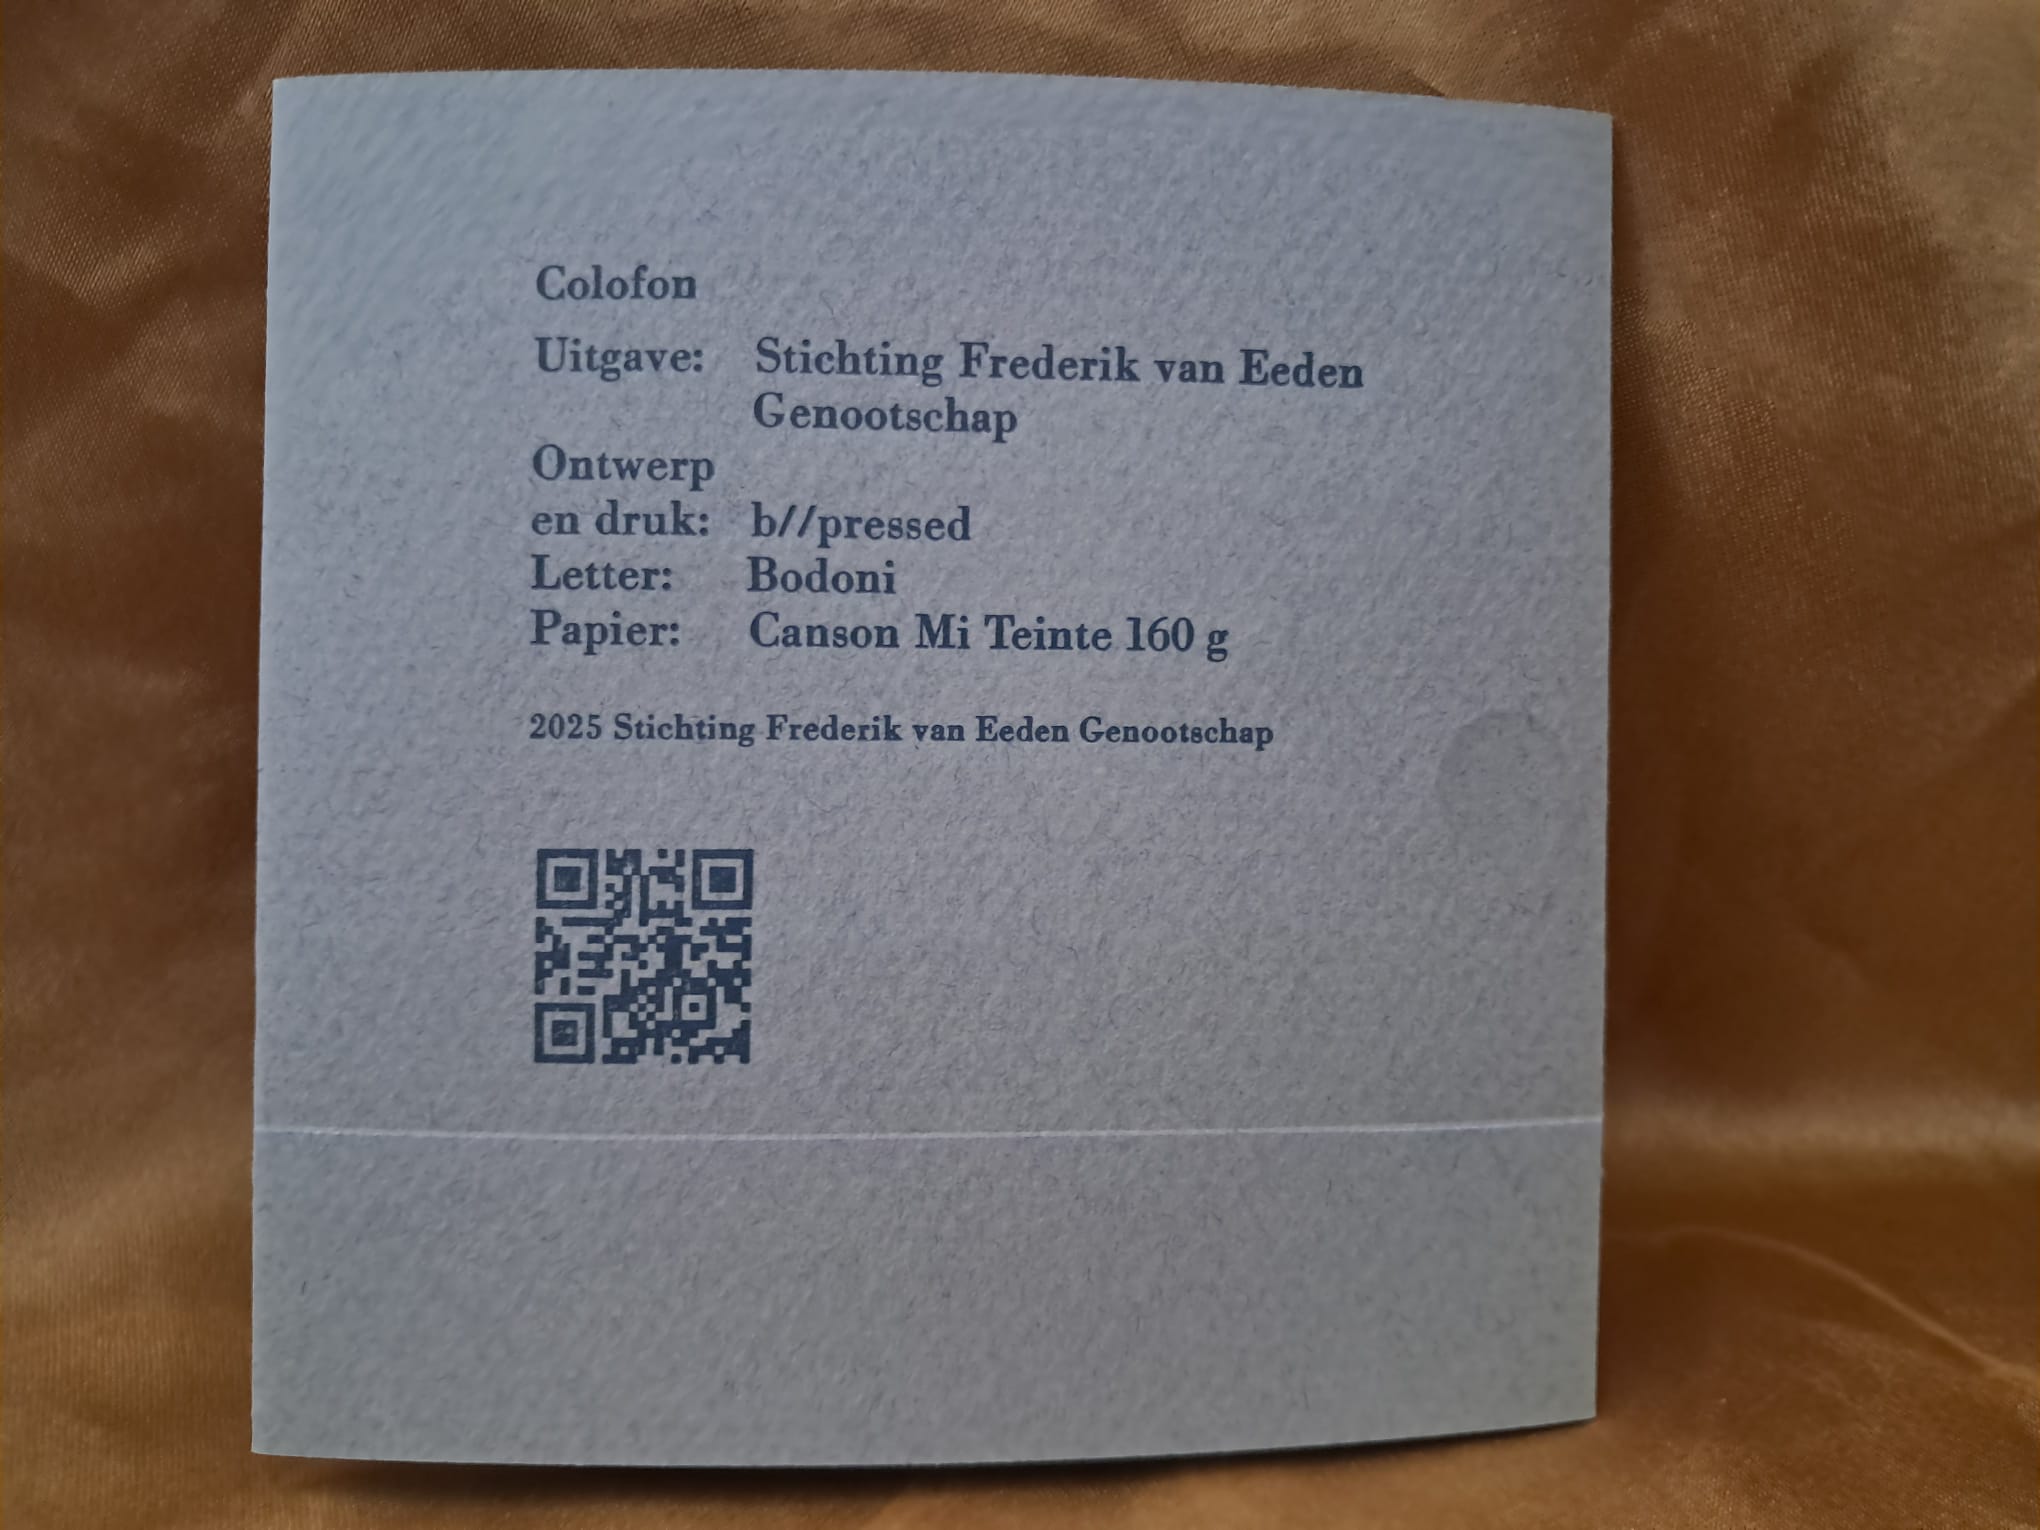 Colofon
Uitgave: Stichting Frederik van Eeden
Genootschap
Ontwerp
en druk: b//pressed
Letter: Bodoni
Papier: Canson Mi Teinte 160 g
2025 Stichting Frederik van Eeden Genootschap